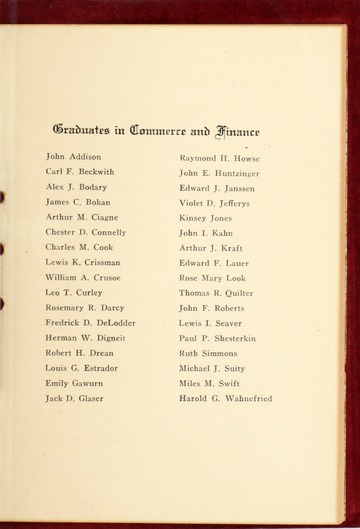 Graduates in Commerce and Finance
John Addison
Carl F. Beckwith
Alex J. Bodary
James C. Bohan
Arthur M. Ciagne
Chester D. Connelly
Charles M. Cook
Lewis K. Crissman
William A. Crusoe
Leo T. Curley
Rosemary R. Darcy
Fredrick D. DeLodder
Herman W. Digneit
Robert H. Drean
Louis G. Estrador
Emily Gawurn
Jack D. Glaser
Raymond H. Howse
John E. Huntzinger
Edward J. Janssen
Violet D. Jefferys
Kinsey Jones
John I. Kahn
Arthur J. Kraft
Edward F. Lauer
Rose Mary Look
Thomas R. Quilter
John F. Roberts
Lewis I. Seaver
Paul P. Shesterkin
Ruth Simmons
Michael J. Suity
Miles M. Swift
Harold G. Wahnefried